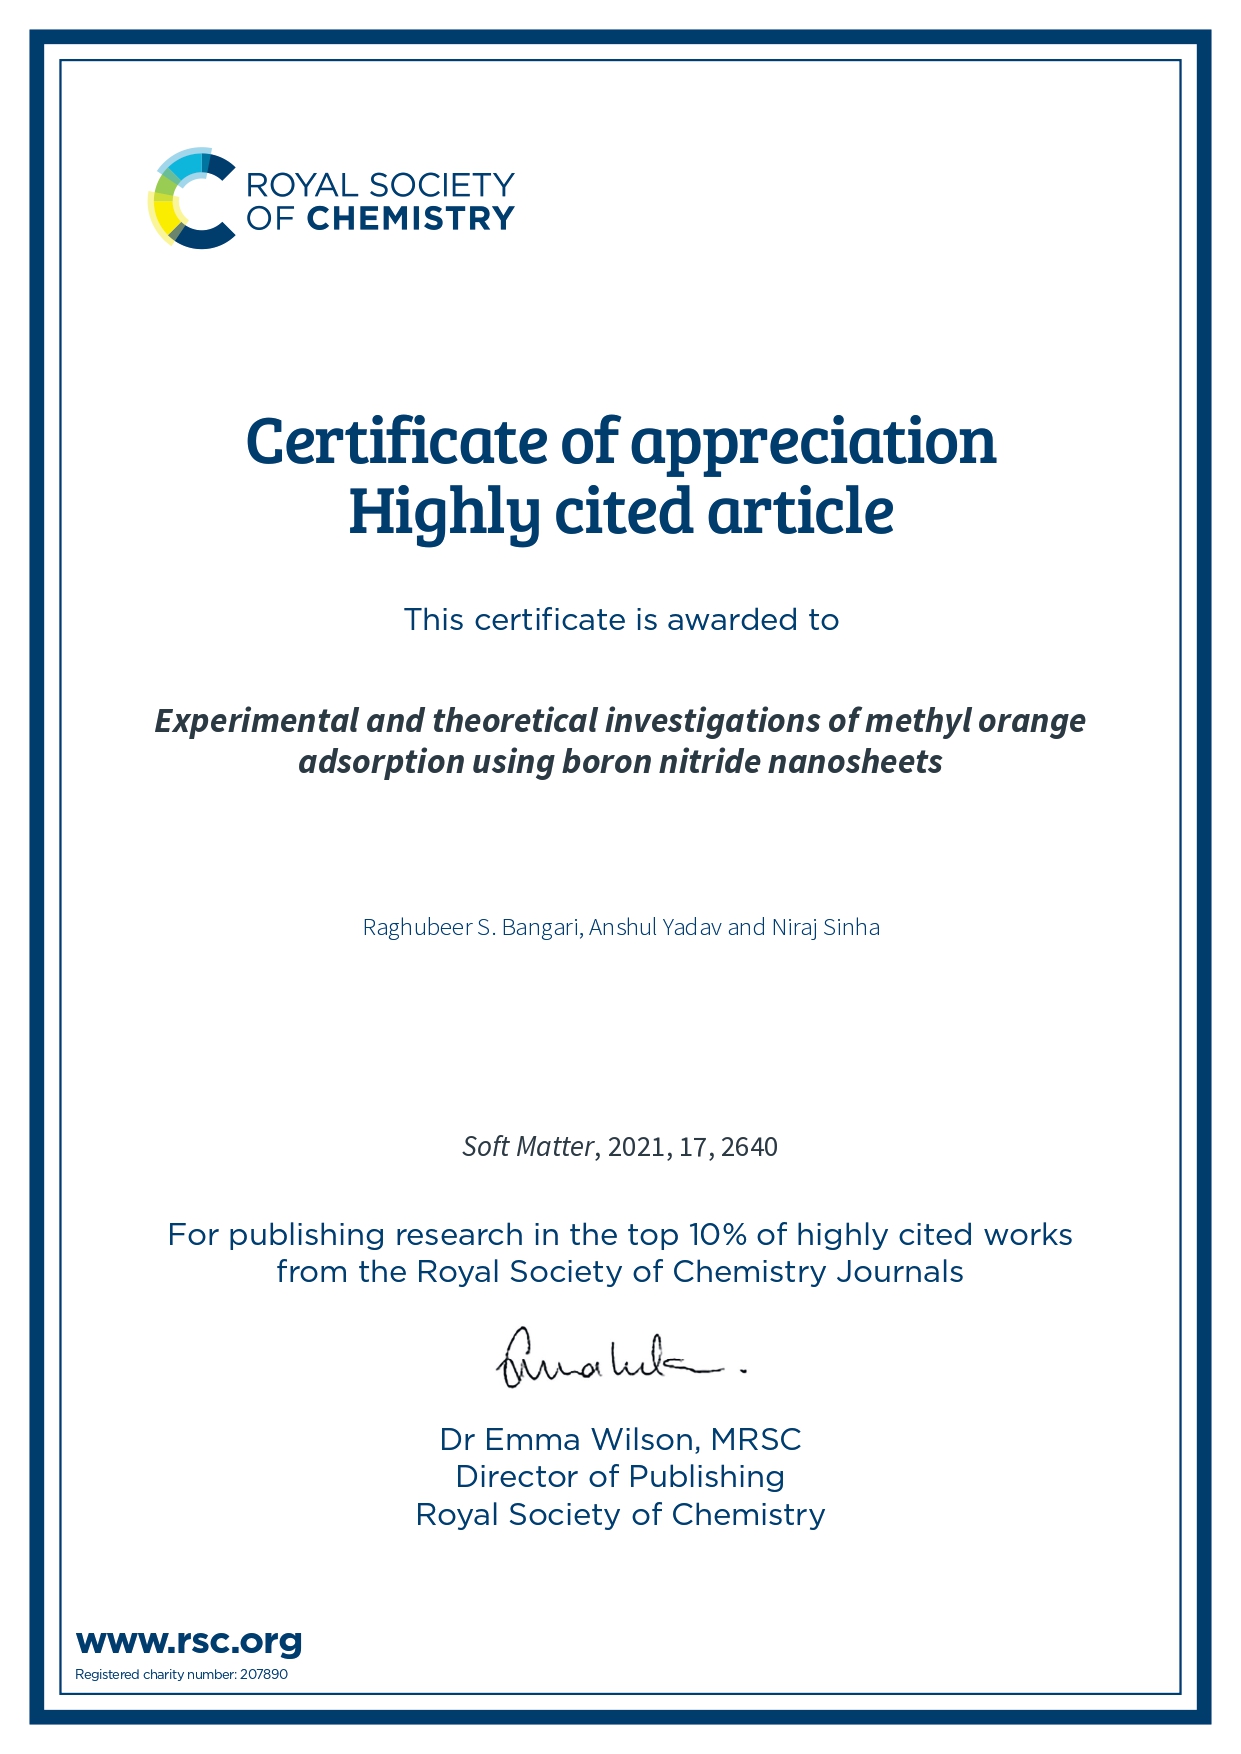 ROYAL SOCIETY
OF CHEMISTRY
Certificate of appreciation
Highly cited article
This certificate is awarded to
Experimental and theoretical investigations of methyl orange
adsorption using boron nitride nanosheets
Raghubeer S. Bangari, Anshul Yadav and Niraj Sinha
Soft Matter, 2021, 17, 2640
For publishing research in the top 10% of highly cited works
from the Royal Society of Chemistry Journals
Dr Emma Wilson, MRSC
Director of Publishing
Royal Society of Chemistry
www.rsc.org
Registered charity number: 207890